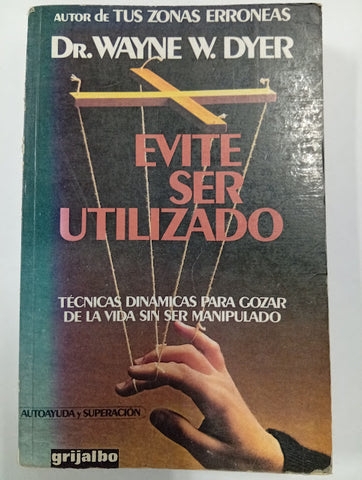 AUTOR de TUS ZONAS ERRONEAS
DR. WAYNE W. DYER
EVITE
SER
UTILIZADO
TÉCNICAS DINÁMICAS PARA GOZAR
DE LA VIDA SIN SER MANIPULADO
AUTOAYUDA y SUPERACIÓN
grijalbo